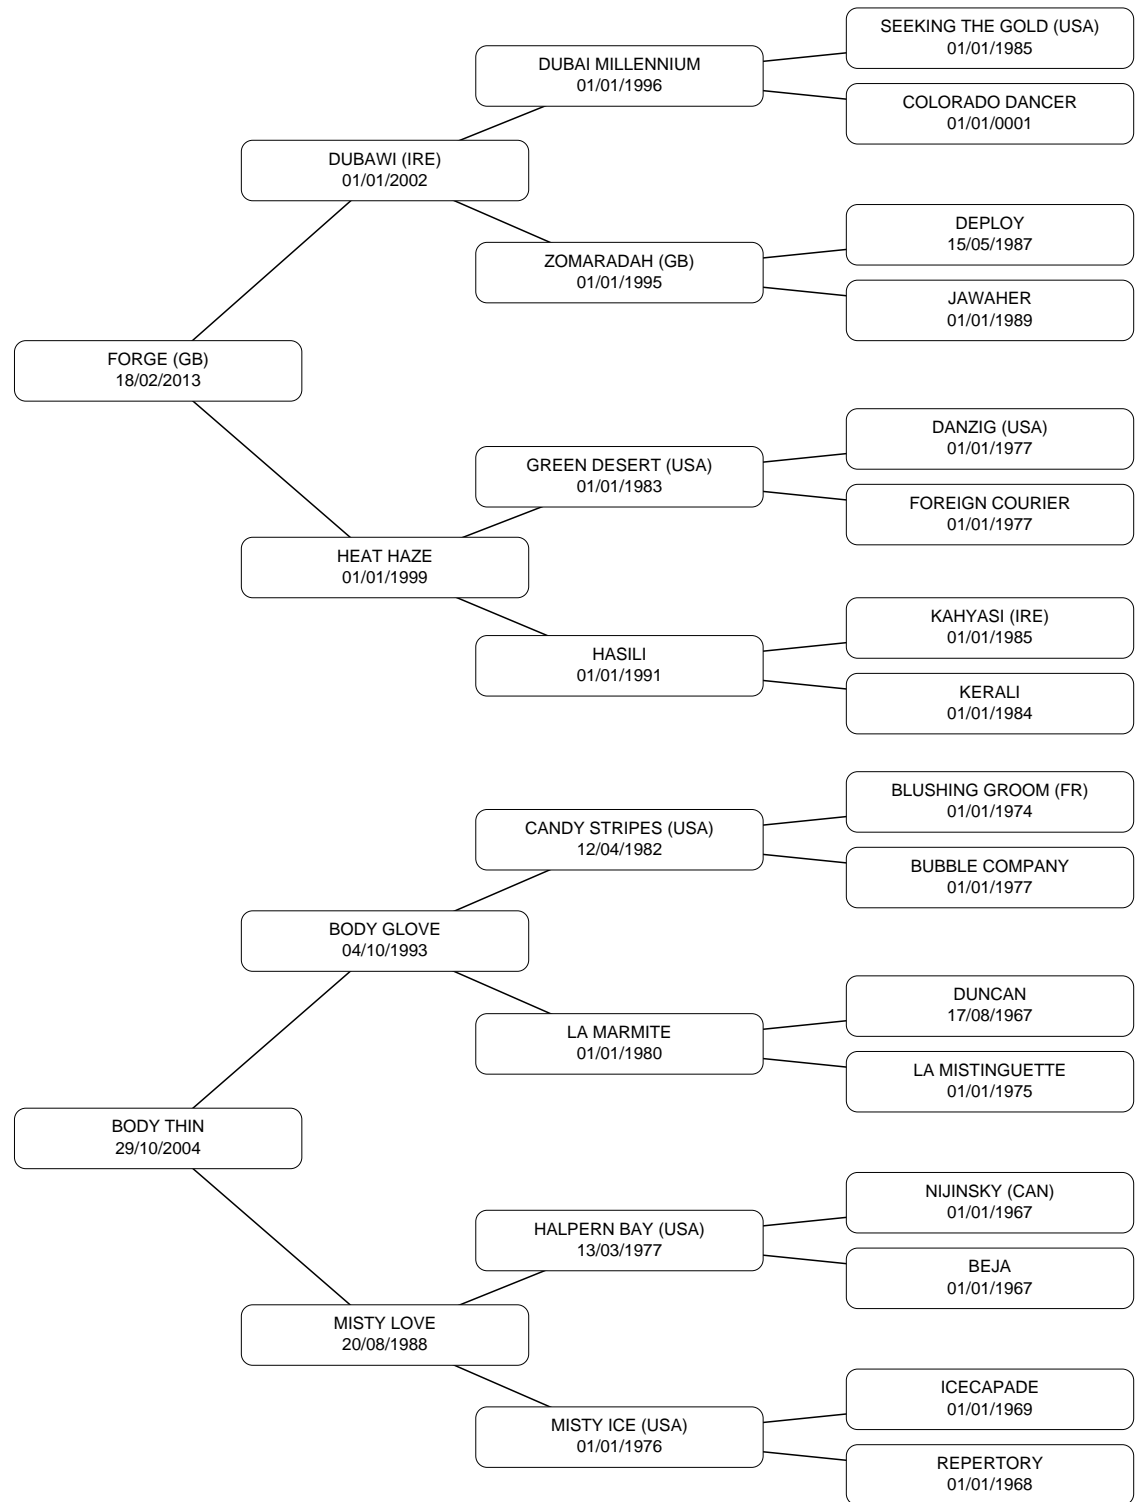 SEEKING THE GOLD (USA)
01/01/1985
DUBAI MILLENNIUM
01/01/1996
COLORADO DANCER
01/01/0001
DUBAWI (IRE)
01/01/2002
DEPLOY
15/05/1987
ZOMARADAH (GB)
01/01/1995
JAWAHER
01/01/1989
FORGE (GB)
18/02/2013
DANZIG (USA)
01/01/1977
GREEN DESERT (USA)
01/01/1983
FOREIGN COURIER
01/01/1977
HEAT HAZE
01/01/1999
KAHYASI (IRE)
01/01/1985
HASILI
01/01/1991
KERALI
01/01/1984
BLUSHING GROOM (FR)
01/01/1974
CANDY STRIPES (USA)
12/04/1982
BUBBLE COMPANY
01/01/1977
BODY GLOVE
04/10/1993
DUNCAN
17/08/1967
LA MARMITE
01/01/1980
LA MISTINGUETTE
01/01/1975
BODY THIN
29/10/2004
NIJINSKY (CAN)
01/01/1967
HALPERN BAY (USA)
13/03/1977
BEJA
01/01/1967
MISTY LOVE
20/08/1988
ICECAPADE
01/01/1969
MISTY ICE (USA)
01/01/1976
REPERTORY
01/01/1968